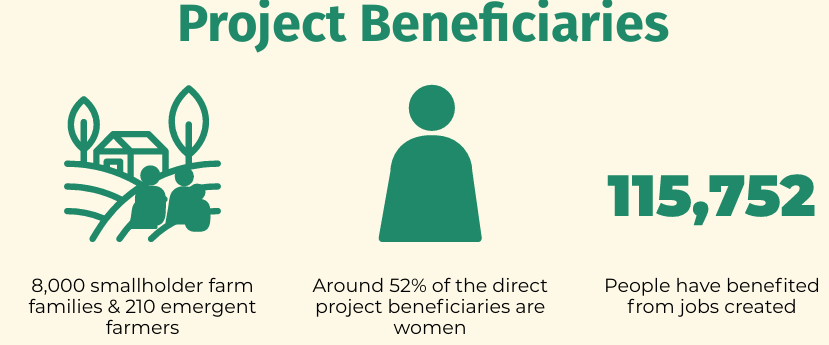 Project Beneficiaries
8,000 smallholder farm
families & 210 emergent
farmers
Around 52% of the direct
project beneficiaries are
women
115,752
People have benefited
from jobs created